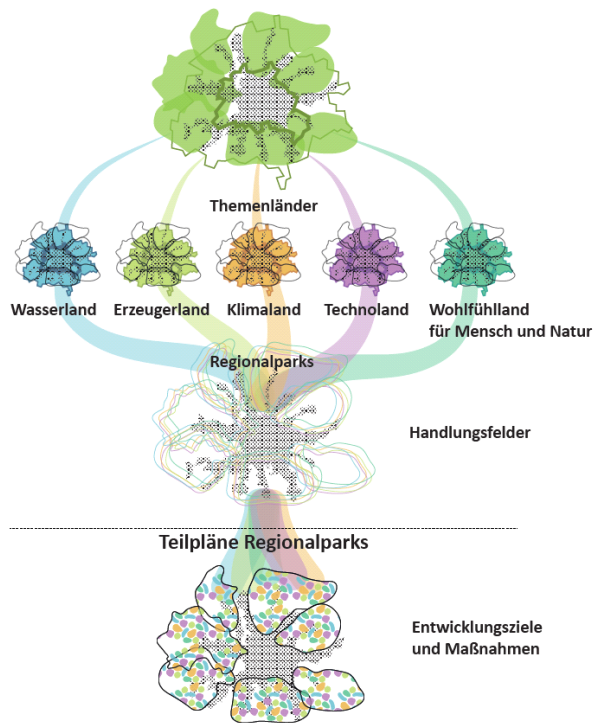 Themenländer
Wasserland
Erzeugerland
Klimaland
Technoland
Wohlfühlland
für Mensch und Natur
Regionalparks
Handlungsfelder
Teilpläne Regionalparks
Entwicklungsziele
und Maßnahmen